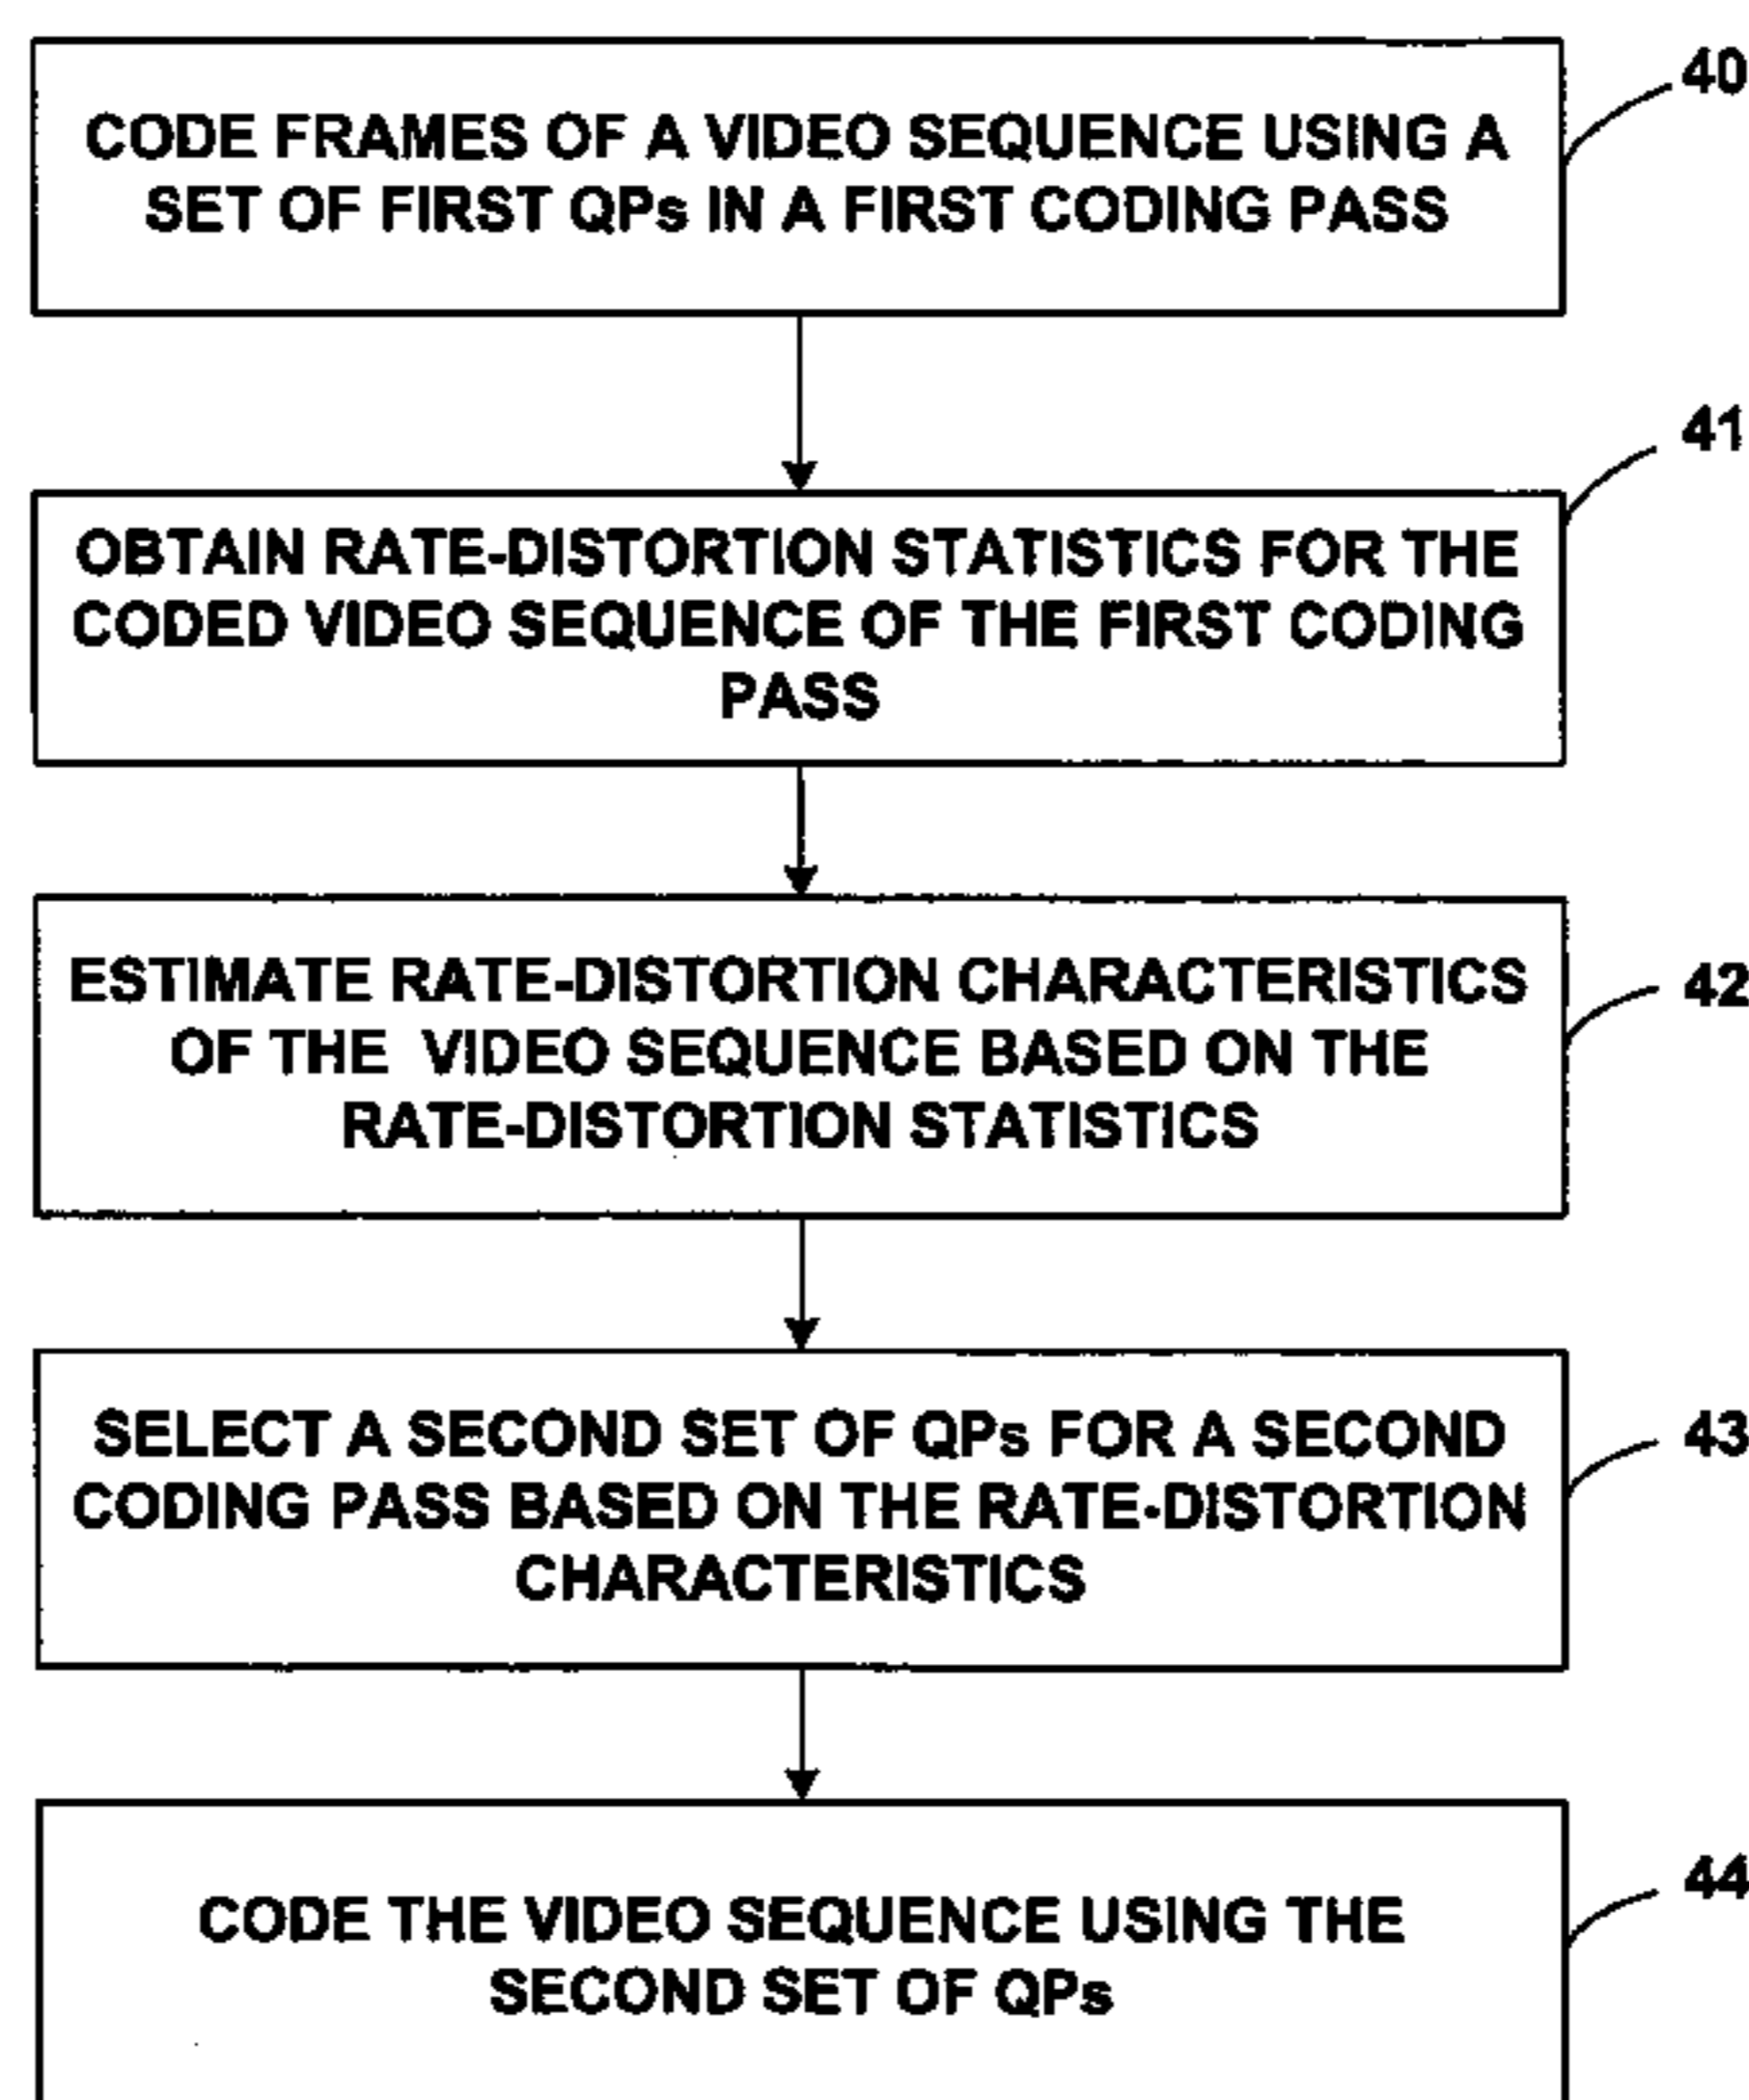 40
CODE FRAMES OF A VIDEO SEQUENCE USING A
SET OF FIRST QPs IN A FIRST CODING PASS
41
OBTAIN RATE-DISTORTION STATISTICS FOR THE
CODED VIDEO SEQUENCE OF THE FIRST CODING
PASS
42
ESTIMATE RATE-DISTORTION CHARACTERISTICS
OF THE VIDEO SEQUENCE BASED ON THE
RATE-DISTORTION STATISTICS
43
SELECT A SECOND SET OF QPs FOR A SECOND
CODING PASS BASED ON THE RATE-DISTORTION
CHARACTERISTICS
44
CODE THE VIDEO SEQUENCE USING THE
SECOND SET OF QPs